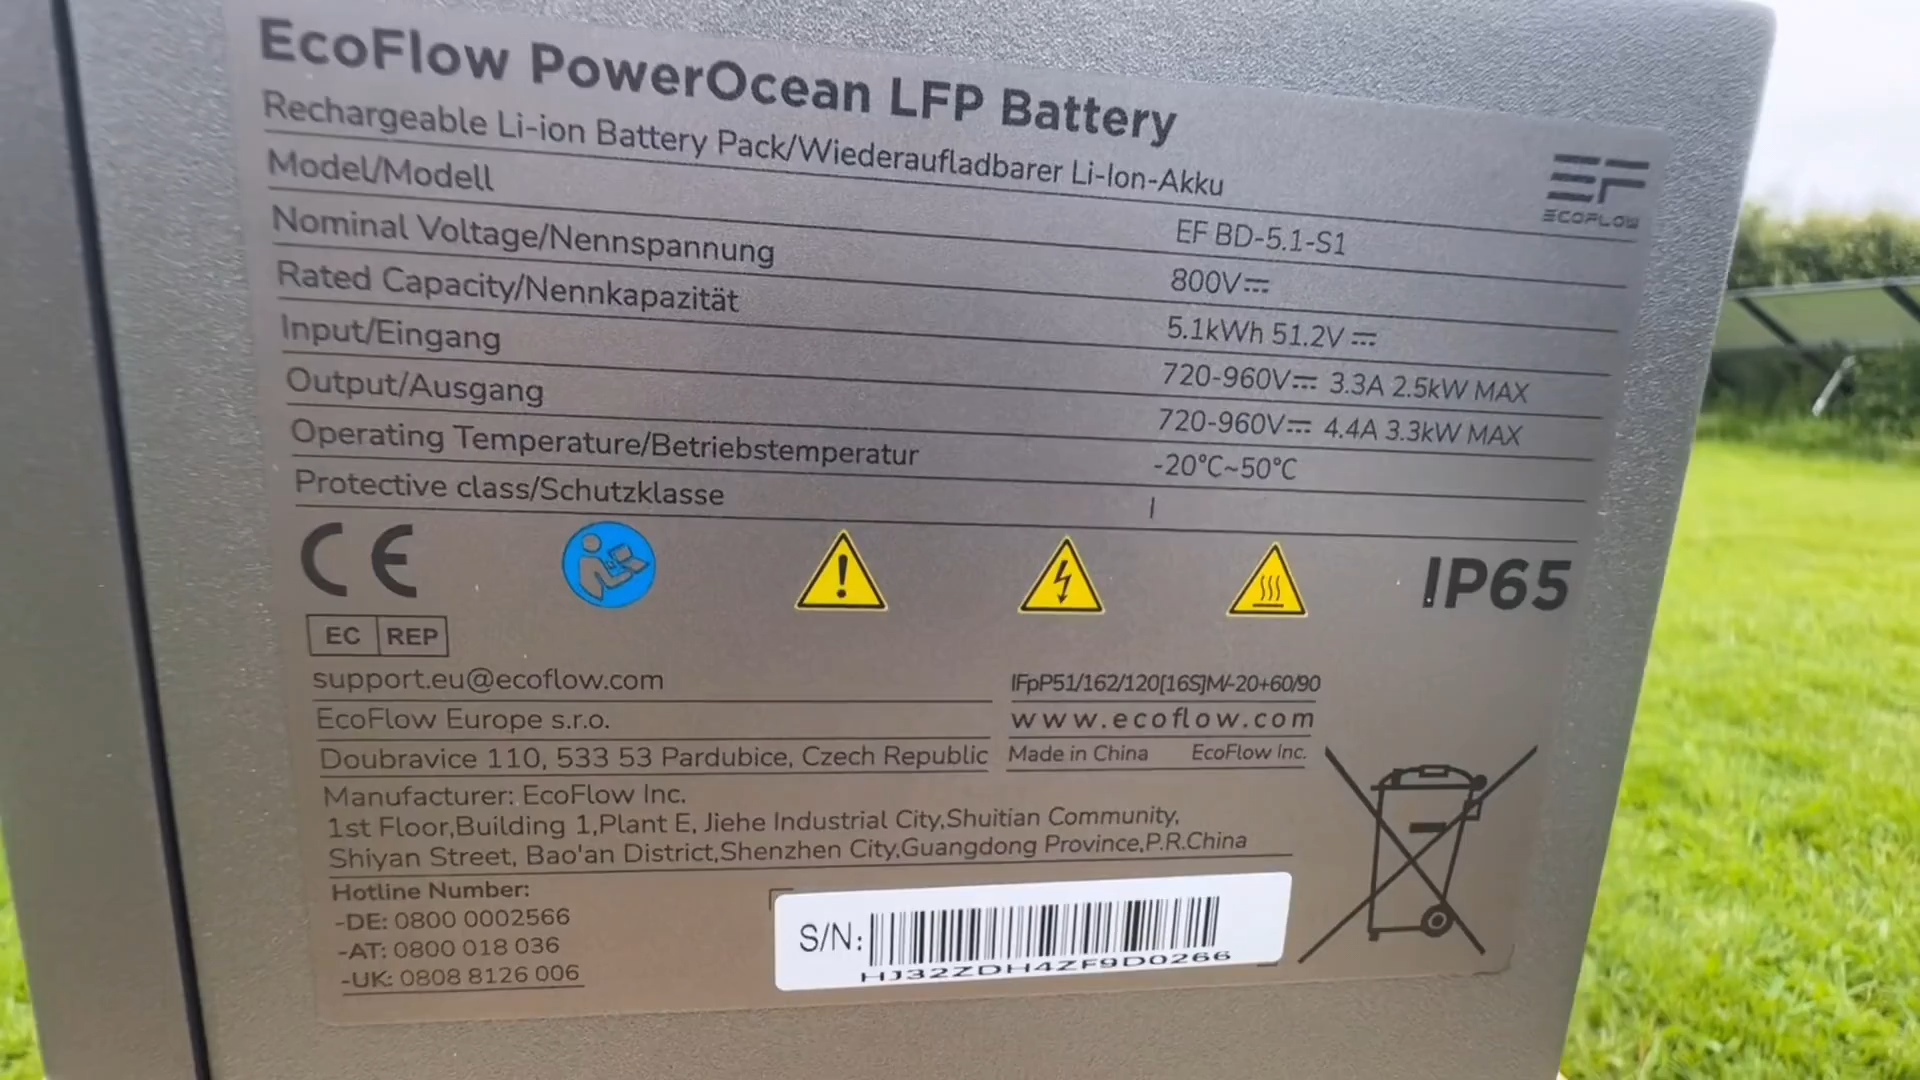 EcoFlow PowerOcean LFP Battery
Rechargeable Li-ion Battery Pack/Wiederaufladbarer Li-Ion-Akku
ECOFLOW
Model/Modell EF BD-5.1-S1
Nominal Voltage/Nennspannung 800V⎓
Rated Capacity/Nennkapazität 5.1kWh 51.2V⎓
Input/Eingang 720-960V⎓ 3.3A 2.5kW MAX
Output/Ausgang 720-960V⎓ 4.4A 3.3kW MAX
Operating Temperature/Betriebstemperatur -20°C~50°C
Protective class/Schutzklasse I
CE
IP65
EC REP
support.eu@ecoflow.com
EcoFlow Europe s.r.o.
Doubravice 110, 533 53 Pardubice, Czech Republic
IFpP51/162/120[16S]M/-20+60/90
www.ecoflow.com
Made in China EcoFlow Inc.
Manufacturer: EcoFlow Inc.
1st Floor,Building 1,Plant E, Jiehe Industrial City,Shuitian Community,
Shiyan Street, Bao'an District,Shenzhen City,Guangdong Province,P.R.China
Hotline Number:
-DE: 0800 0002566
-AT: 0800 018 036
-UK: 0808 8126 006
S/N:
HJ32ZDH4ZF9D0266